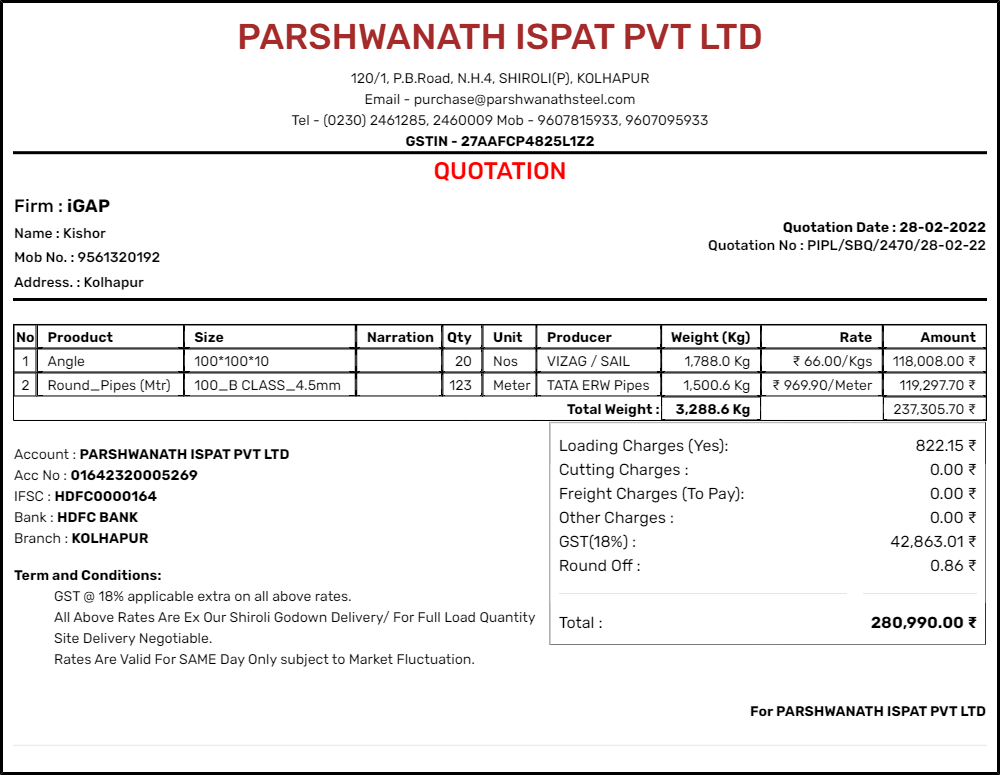 PARSHWANATH ISPAT PVT LTD
120/1, P.B.Road, N.H.4, SHIROLI(P), KOLHAPUR
Email - purchase@parshwanathsteel.com
Tel - (0230) 2461285, 2460009 Mob - 9607815933, 9607095933
GSTIN - 27AAFCP4825L1Z2
QUOTATION
Firm : iGAP
Name : Kishor
Mob No. : 9561320192
Address. : Kolhapur
Quotation Date : 28-02-2022
Quotation No : PIPL/SBQ/2470/28-02-22
No Prooduct Size Narration Qty Unit Producer Weight (Kg) Rate Amount
1 Angle 100*100*10 20 Nos VIZAG / SAIL 1,788.0 Kg ₹ 66.00/Kgs 118,008.00 ₹
2 Round_Pipes (Mtr) 100_B CLASS_4.5mm 123 Meter TATA ERW Pipes 1,500.6 Kg ₹ 969.90/Meter 119,297.70 ₹
Total Weight : 3,288.6 Kg 237,305.70 ₹
Account : PARSHWANATH ISPAT PVT LTD
Acc No : 01642320005269
IFSC : HDFC0000164
Bank : HDFC BANK
Branch : KOLHAPUR
Term and Conditions:
GST @ 18% applicable extra on all above rates.
All Above Rates Are Ex Our Shiroli Godown Delivery/ For Full Load Quantity
Site Delivery Negotiable.
Rates Are Valid For SAME Day Only subject to Market Fluctuation.
Loading Charges (Yes): 822.15 ₹
Cutting Charges : 0.00 ₹
Freight Charges (To Pay): 0.00 ₹
Other Charges : 0.00 ₹
GST(18%) : 42,863.01 ₹
Round Off : 0.86 ₹
Total : 280,990.00 ₹
For PARSHWANATH ISPAT PVT LTD